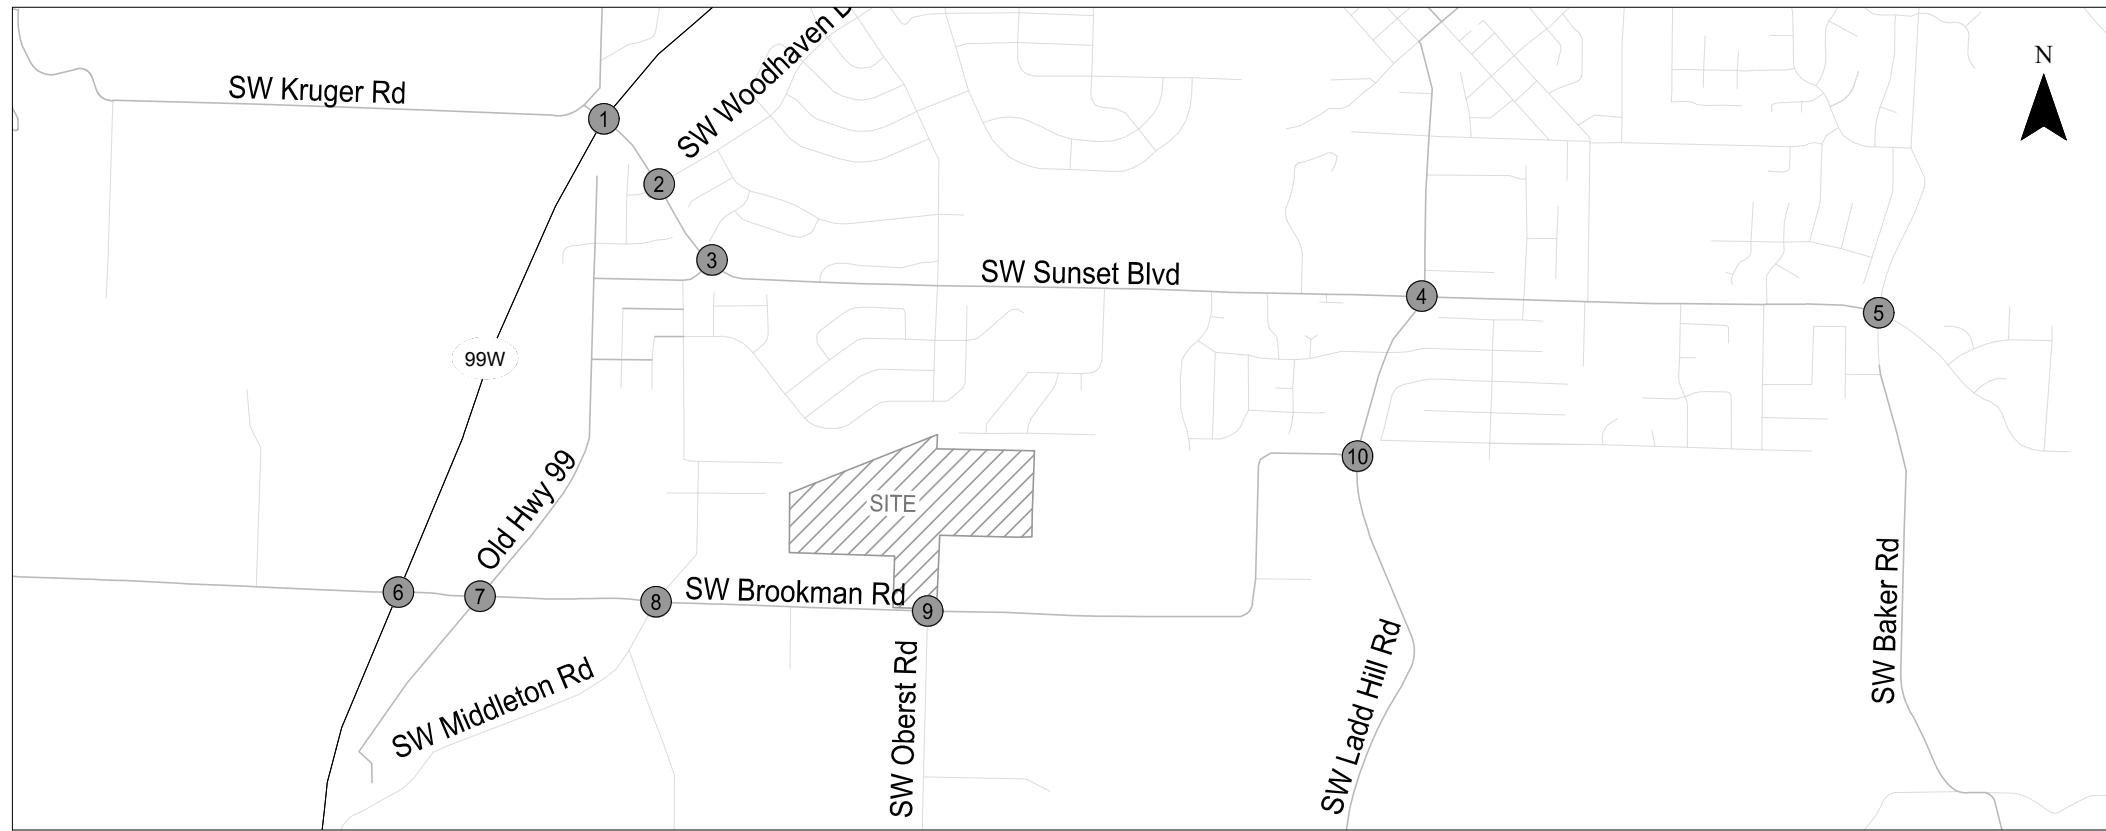 N
SW Kruger Rd
SW Woodhaven
1
2
3
SW Sunset Blvd
4
5
99W
10
Old Hwy 99
SITE
6
7
8
SW Brookman Rd
9
SW Middleton Rd
SW Oberst Rd
SW Ladd Hill Rd
SW Baker Rd